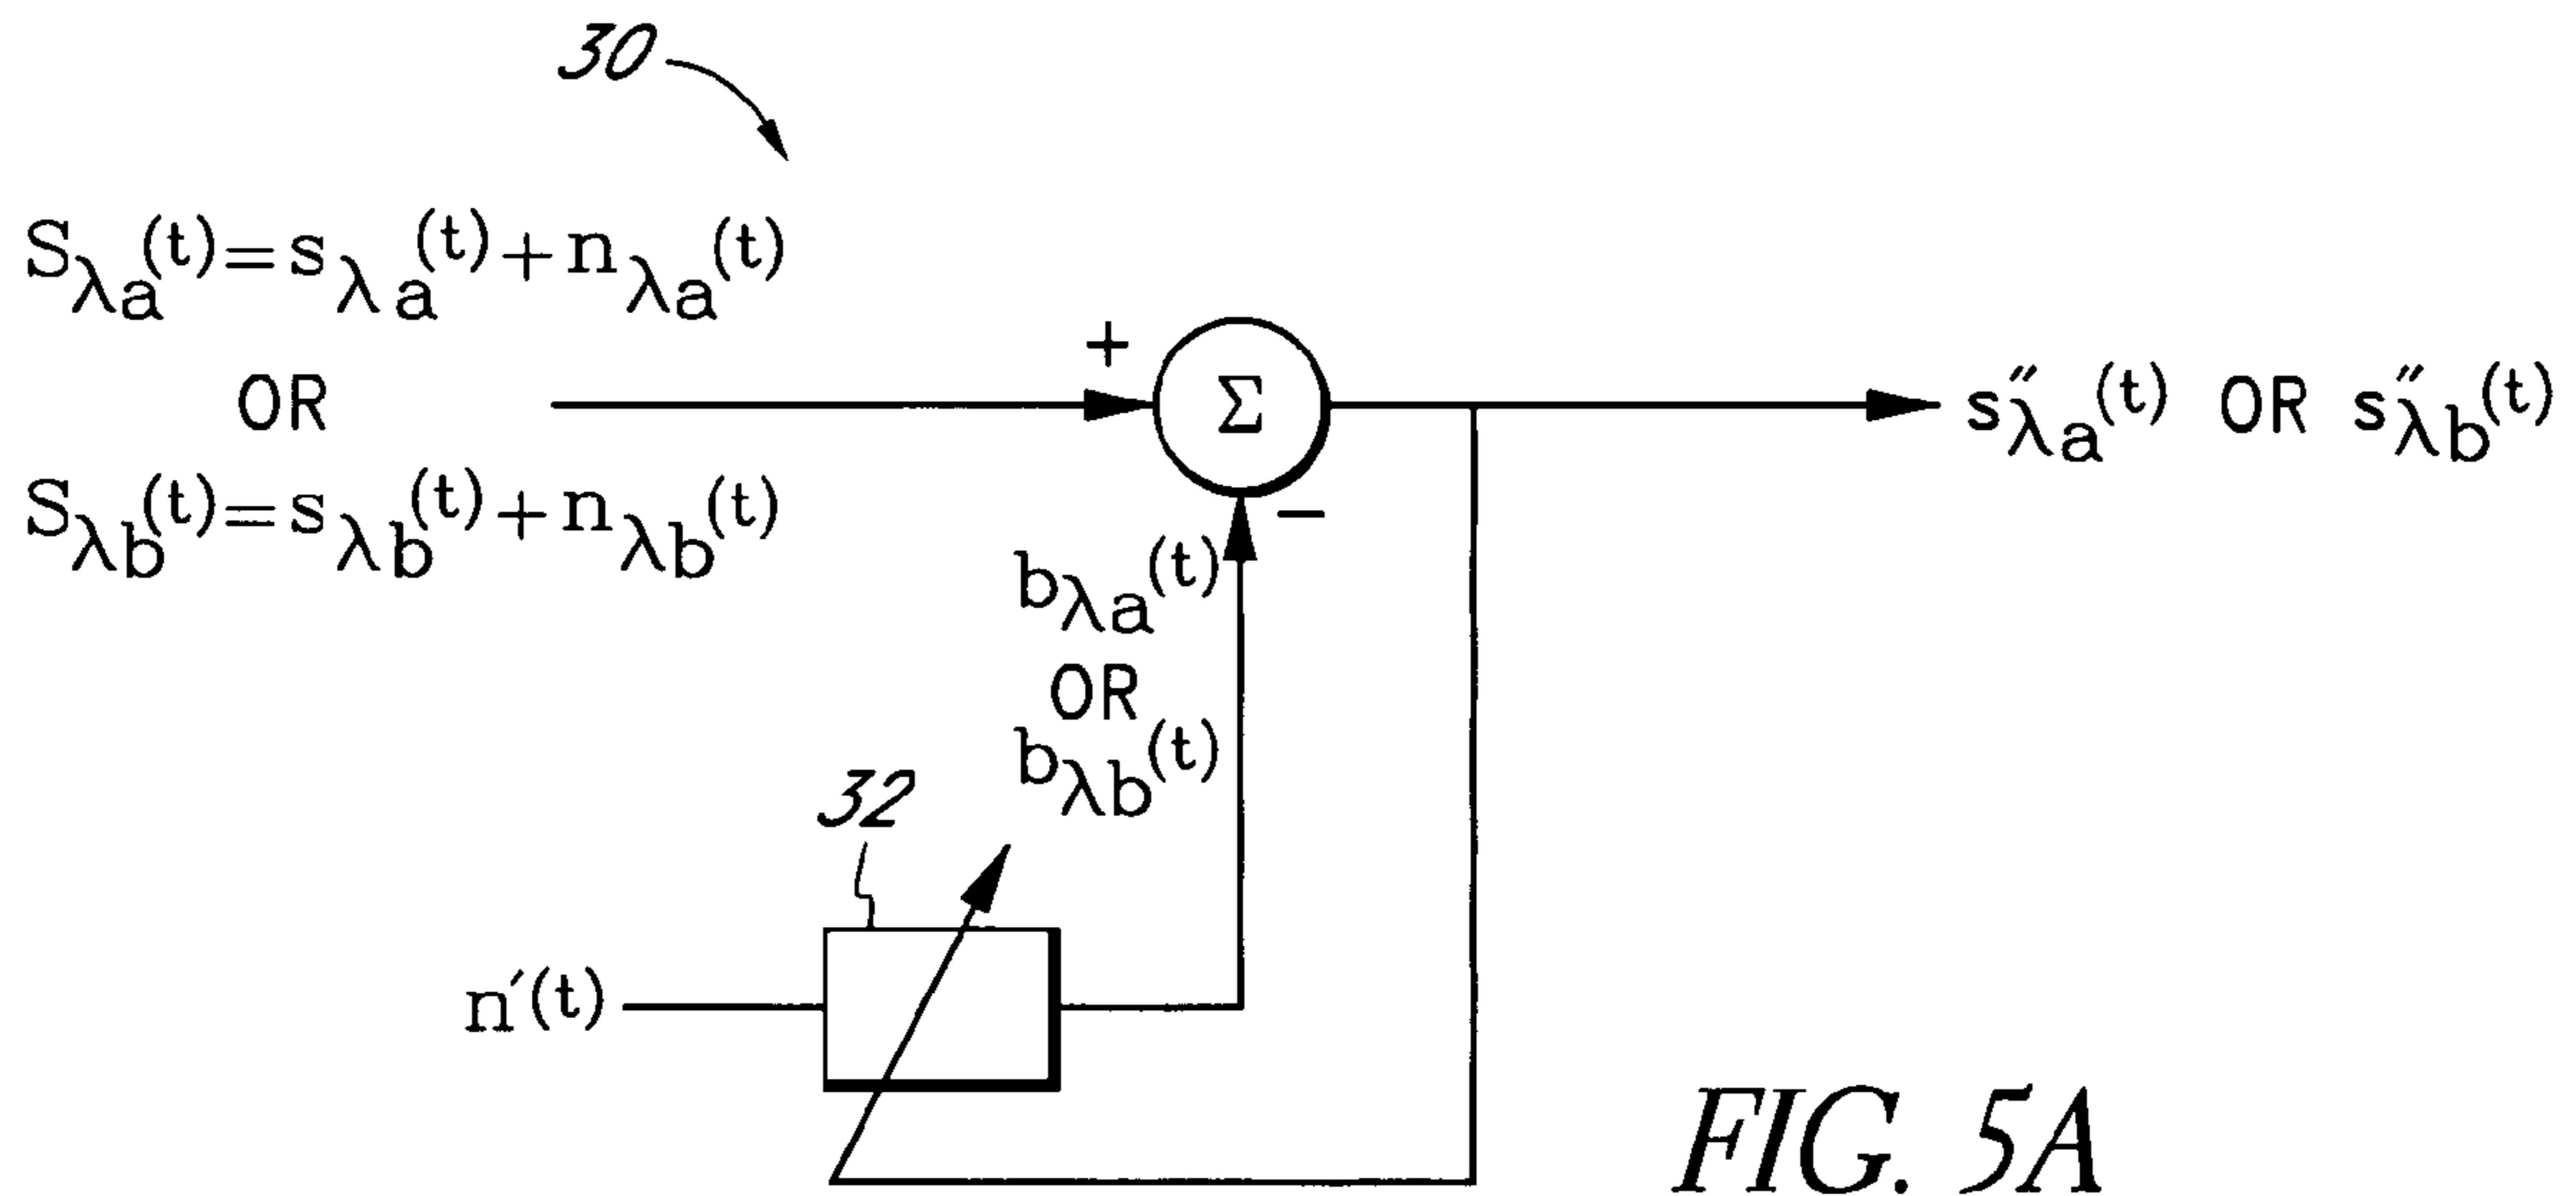 30
Sλa(t)=sλa(t)+nλa(t)
OR
Sλb(t)=sλb(t)+nλb(t)
+
Σ
−
s″λa(t) OR s″λb(t)
bλa(t)
OR
bλb(t)
32
n′(t)
FIG. 5A